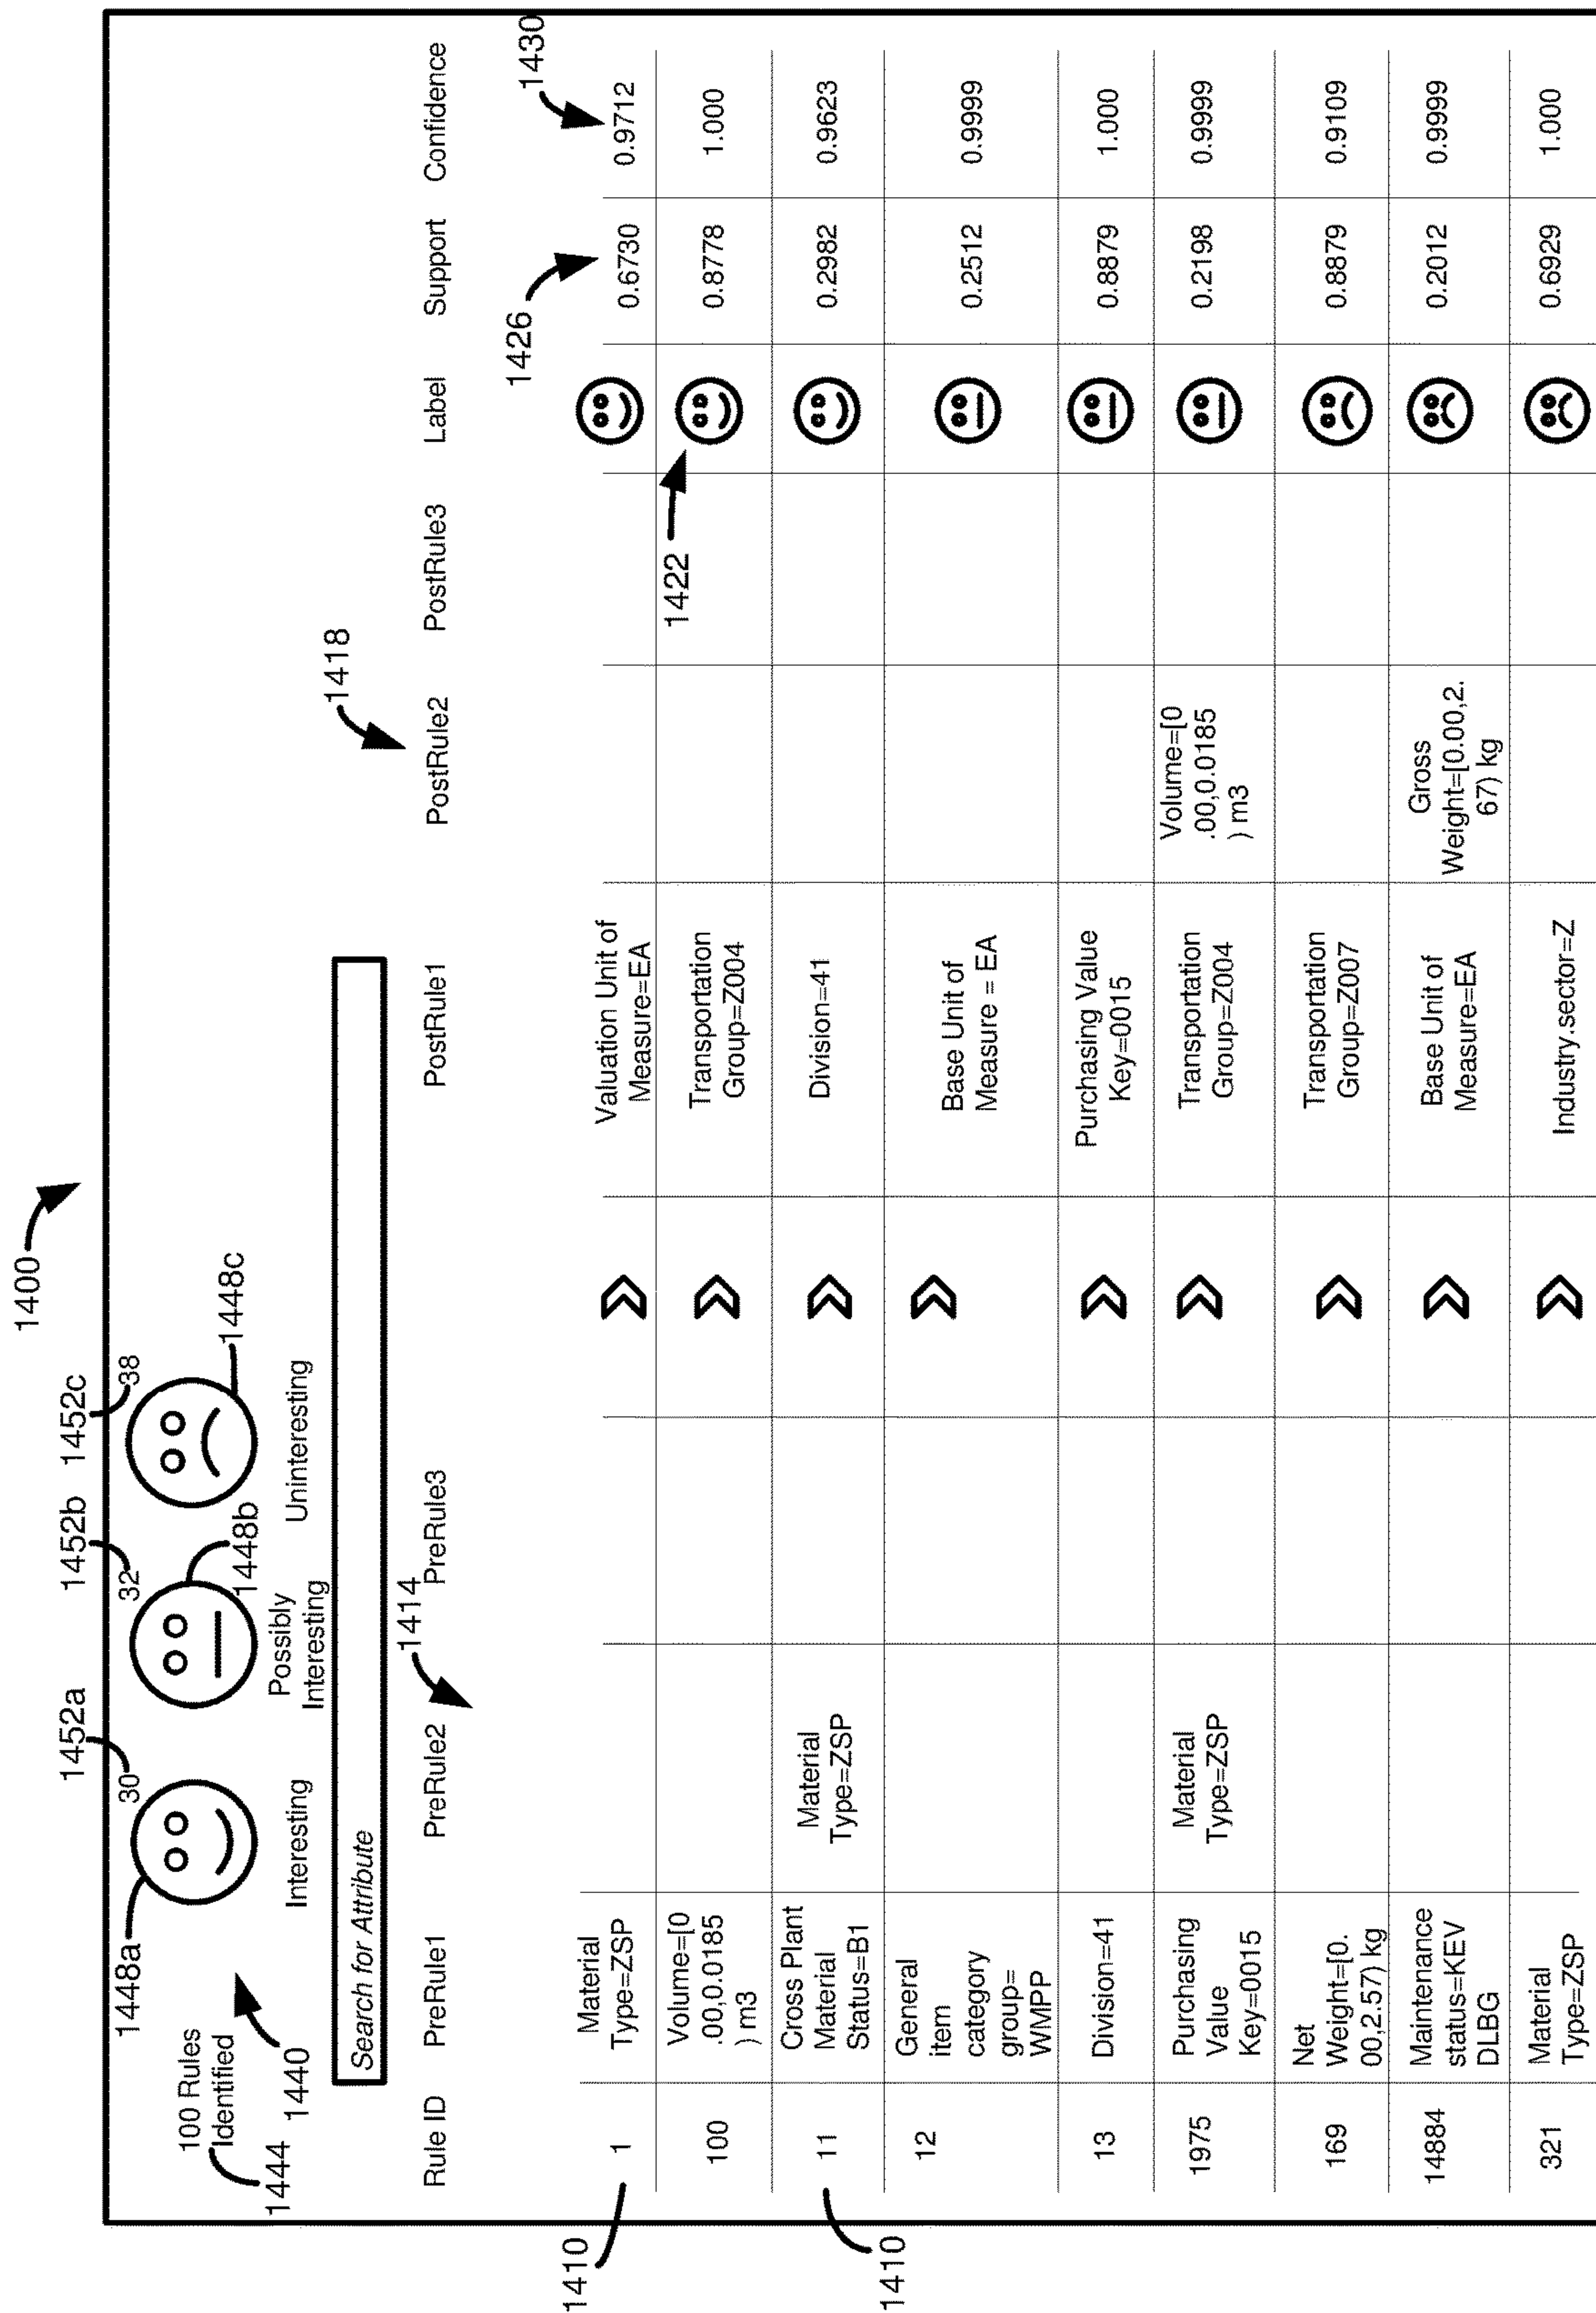 1400
1452a
1452b
1452c
30
32
38
1448a
1448b
1448c
100 Rules
Identified
1444
1440
Interesting
Possibly
Interesting
Uninteresting
Search for Attribute
1414
1418
Rule ID
PreRule1
PreRule2
PreRule3
PostRule1
PostRule2
PostRule3
Label
Support
Confidence
1426
1430
1410
1
Material
Type=ZSP
Valuation Unit of
Measure=EA
0.6730
0.9712
1422
100
Volume=[0
.00,0.0185
) m3
Transportation
Group=Z004
0.8778
1.000
1410
11
Cross Plant
Material
Status=B1
Material
Type=ZSP
Division=41
0.2982
0.9623
12
General
item
category
group=
WMPP
Base Unit of
Measure = EA
0.2512
0.9999
13
Division=41
Purchasing Value
Key=0015
0.8879
1.000
1975
Purchasing
Value
Key=0015
Material
Type=ZSP
Transportation
Group=Z004
Volume=[0
.00,0.0185
) m3
0.2198
0.9999
169
Net
Weight=[0.
00,2.57) kg
Transportation
Group=Z007
0.8879
0.9109
14884
Maintenance
status=KEV
DLBG
Base Unit of
Measure=EA
Gross
Weight=[0.00,2.
67) kg
0.2012
0.9999
321
Material
Type=ZSP
Industry.sector=Z
0.6929
1.000